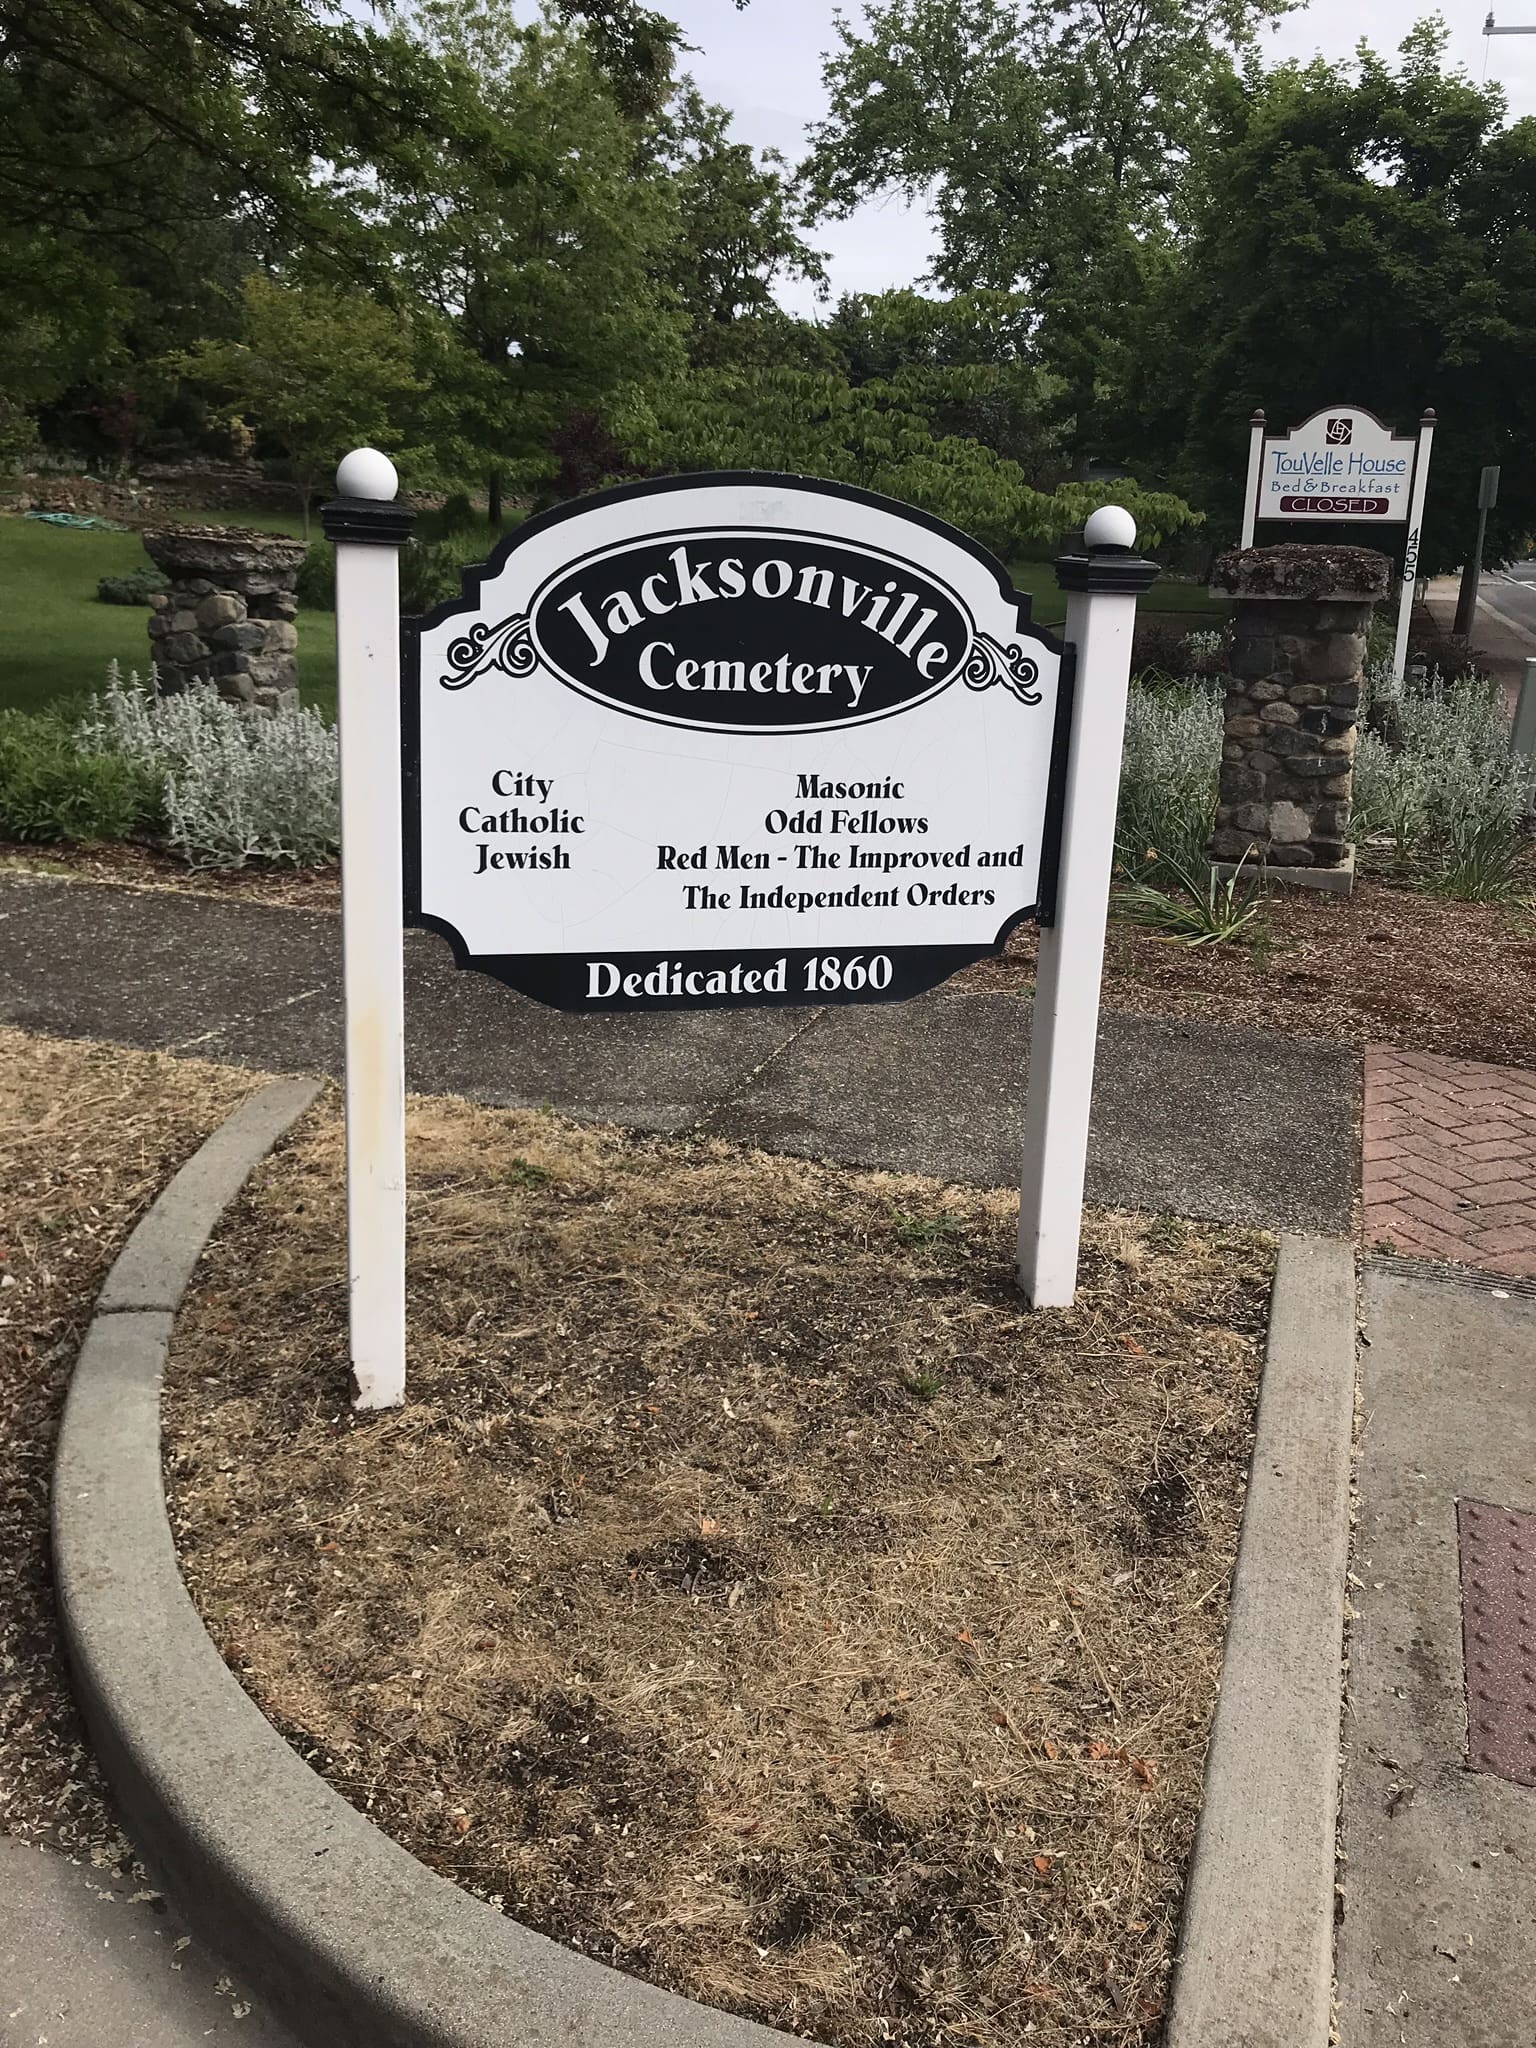 Jacksonville
Cemetery
City
Catholic
Jewish
Masonic
Odd Fellows
Red Men - The Improved and
The Independent Orders
Dedicated 1860
TouVelle House
Bed & Breakfast
CLOSED
455